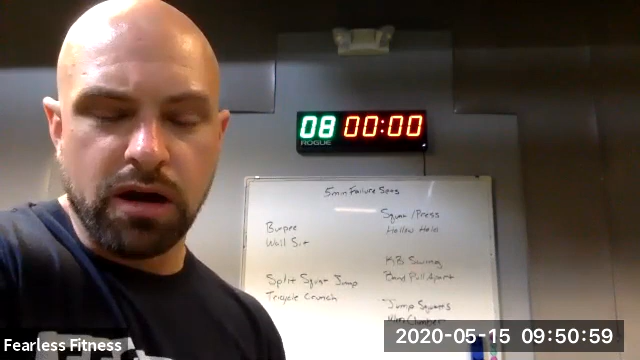 08 00:00
ROGUE
5min Failure Sets
Squat/Press
Burpee
Hollow Hold
Wall Sit
KB Swing
Split Squat Jump
Band Pull Apart
Tricycle Crunch
Jump Squats
Fearless Fitness
2020-05-15 09:50:59